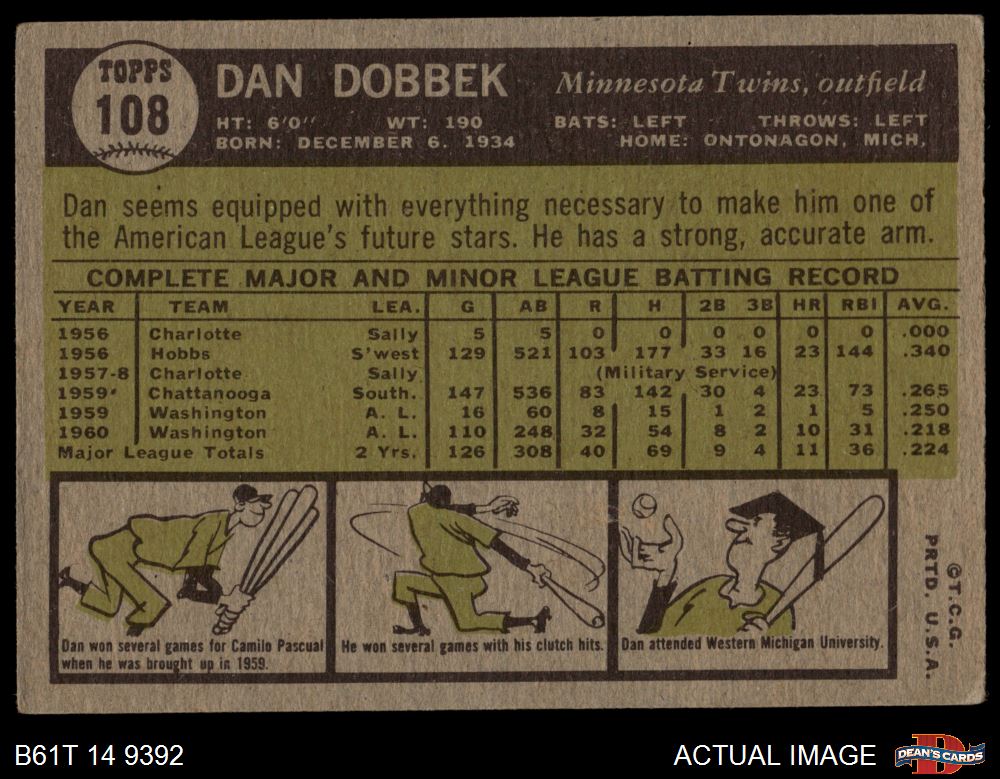 TOPPS
108
DAN DOBBEK Minnesota Twins, outfield
HT: 6'0" WT: 190 BATS: LEFT THROWS: LEFT
BORN: DECEMBER 6, 1934 HOME: ONTONAGON, MICH.
Dan seems equipped with everything necessary to make him one of
the American League's future stars. He has a strong, accurate arm.
COMPLETE MAJOR AND MINOR LEAGUE BATTING RECORD
YEAR TEAM LEA. G AB R H 2B 3B HR RBI AVG.
1956 Charlotte Sally 5 5 0 0 0 0 0 0 .000
1956 Hobbs S'west 129 521 103 177 33 16 23 144 .340
1957-8 Charlotte Sally (Military Service)
1959* Chattanooga South. 147 536 83 142 30 4 23 73 .265
1959 Washington A. L. 16 60 8 15 1 2 1 5 .250
1960 Washington A. L. 110 248 32 54 8 2 10 31 .218
Major League Totals 2 Yrs. 126 308 40 69 9 4 11 36 .224
Dan won several games for Camilo Pascual
when he was brought up in 1959.
He won several games with his clutch hits.
Dan attended Western Michigan University.
©T.C.G.
PRTD. U.S.A.
B61T 14 9392 ACTUAL IMAGE DEAN'S CARDS